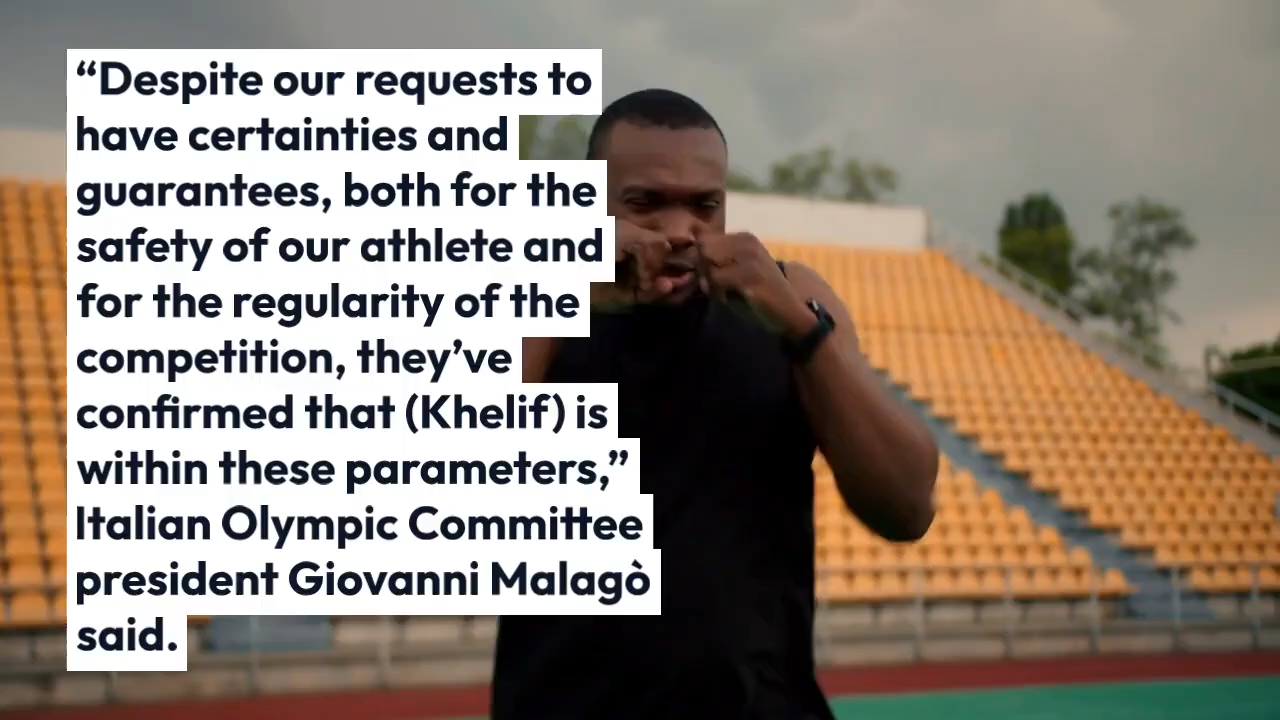 “Despite our requests to
have certainties and
guarantees, both for the
safety of our athlete and
for the regularity of the
competition, they’ve
confirmed that (Khelif) is
within these parameters,”
Italian Olympic Committee
president Giovanni Malagò
said.